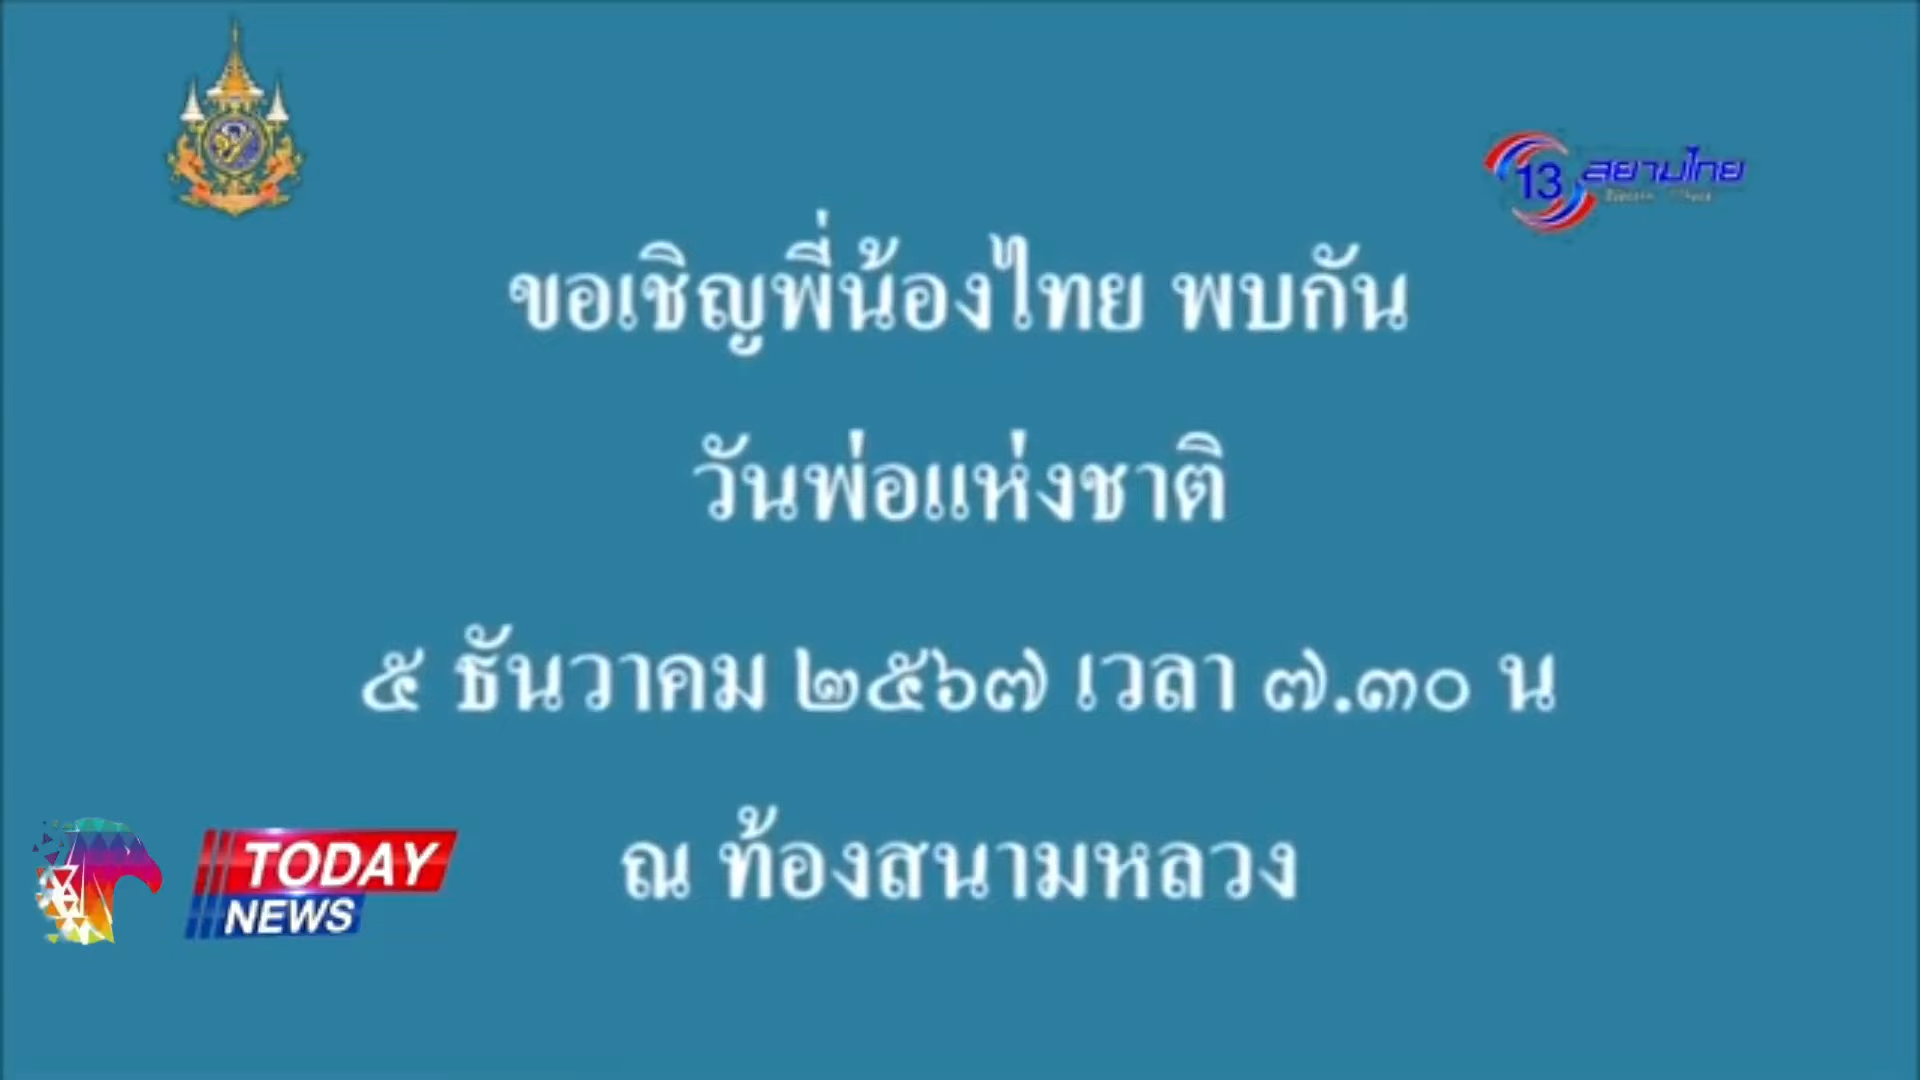 13 สยามไทย
ขอเชิญพี่น้องไทย พบกัน
วันพ่อแห่งชาติ
๕ ธันวาคม ๒๕๖๗ เวลา ๗.๓๐ น
ณ ท้องสนามหลวง
TODAY
NEWS